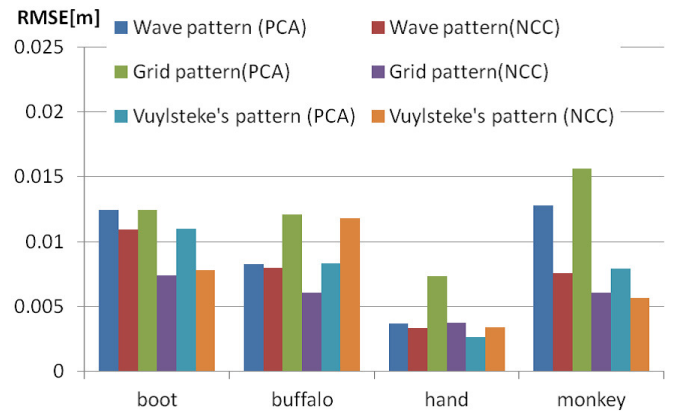 RMSE[m]
0.025
Wave pattern (PCA) Wave pattern(NCC)
Grid pattern(PCA) Grid pattern(NCC)
0.02
Vuylsteke's pattern (PCA) Vuylsteke's pattern (NCC)
0.015
0.01
0.005
0
boot buffalo hand monkey